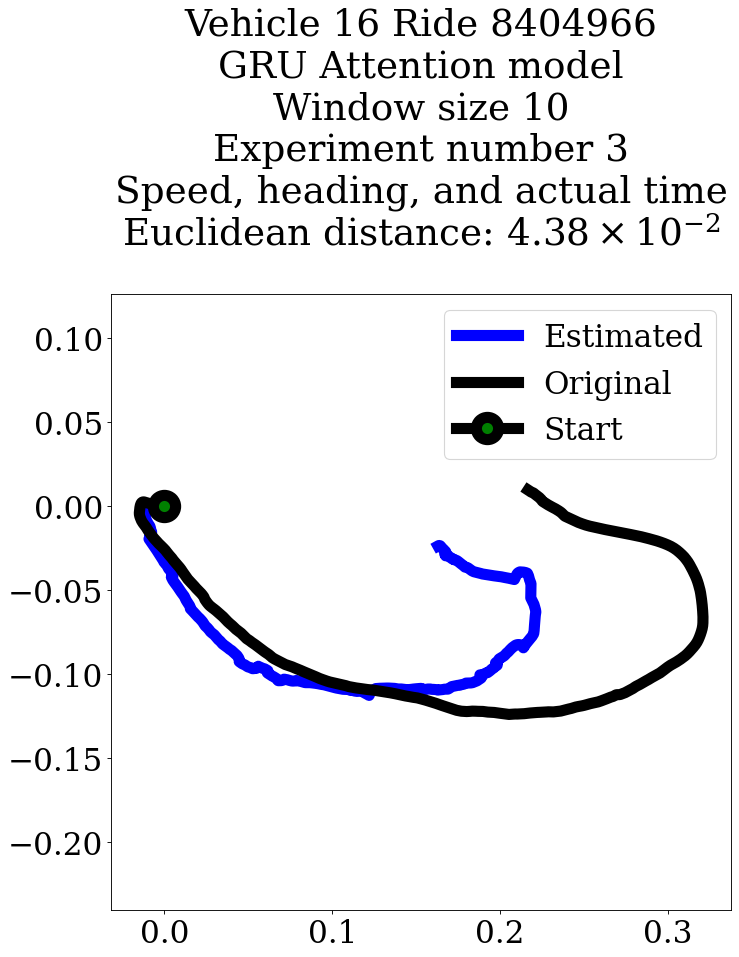 Vehicle 16 Ride 8404966
GRU Attention model
Window size 10
Experiment number 3
Speed, heading, and actual time
Euclidean distance: 4.38 × 10⁻²
Estimated
Original
Start
0.10
0.05
0.00
−0.05
−0.10
−0.15
−0.20
0.0 0.1 0.2 0.3